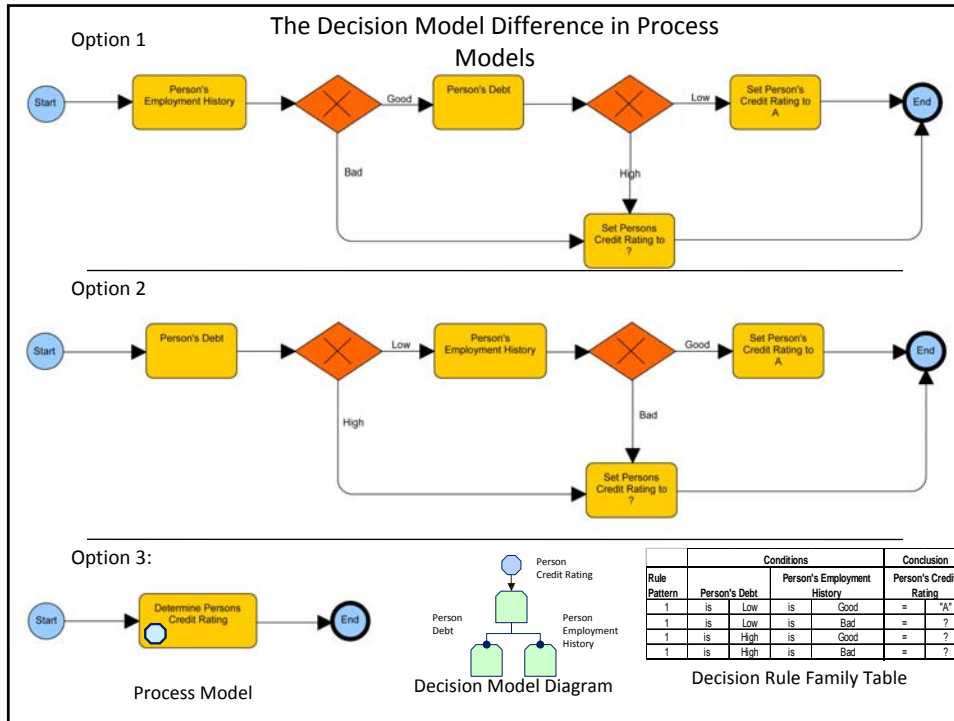 The Decision Model Difference in Process
Models
Option 1
Start
Person's
Employment History
Good
Person's Debt
Low
Set Person's
Credit Rating to
A
End
Bad
High
Set Persons
Credit Rating to
?
Option 2
Start
Person's Debt
Low
Person's
Employment History
Good
Set Person's
Credit Rating to
A
End
High
Bad
Set Persons
Credit Rating to
?
Option 3:
Start
Determine Persons
Credit Rating
End
Process Model
Person
Credit Rating
Person
Debt
Person
Employment
History
Decision Model Diagram
Conditions Conclusion
Rule
Pattern Person's Debt Person's Employment
History Person's Credit
Rating
1 is Low is Good = "A"
1 is Low is Bad = ?
1 is High is Good = ?
1 is High is Bad = ?
Decision Rule Family Table